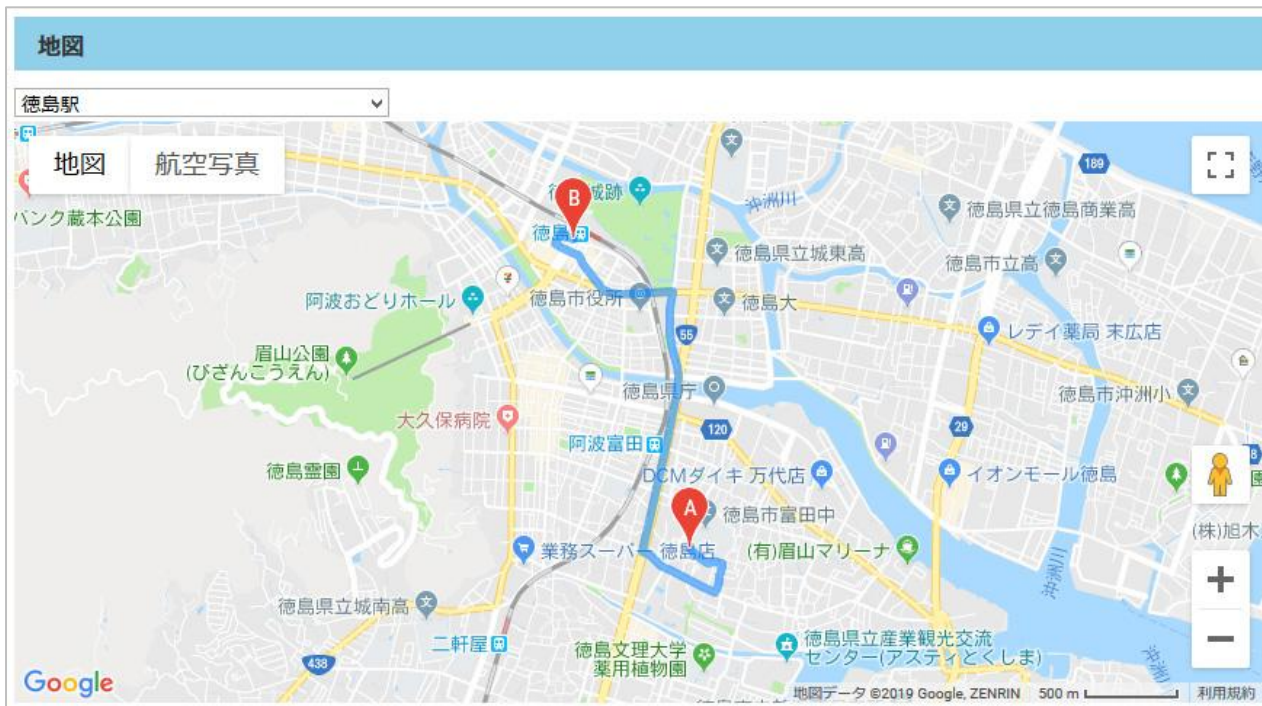 地図
徳島駅
地図
航空写真
バンク蔵本公園
城跡
B
徳島
沖洲川
189
徳島県立徳島商業高
徳島県立城東高
徳島市立高
阿波おどりホール
徳島市役所
徳島大
55
レデイ薬局 末広店
眉山公園
(びざんこうえん)
徳島県庁
徳島市沖洲小
大久保病院
120
29
阿波富田
8
DCMダイキ 万代店
イオンモール徳島
徳島霊園
園
A
徳島市富田中
(株)旭木
業務スーパー 徳島店
(有)眉山マリーナ
沖洲川
徳島県立城南高
二軒屋
徳島文理大学
薬用植物園
徳島県立産業観光交流
センター(アスティとくしま)
438
Google
地図データ ©2019 Google, ZENRIN
500 m
利用規約